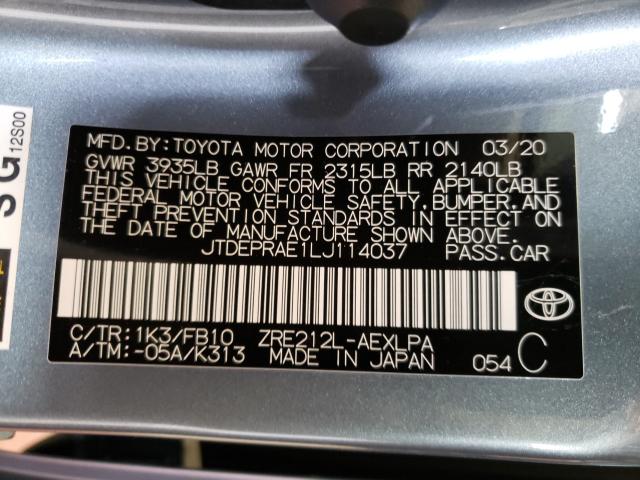 MFD. BY: TOYOTA MOTOR CORPORATION 03/20
GVWR 3935LB GAWR FR 2315LB RR 2140LB
THIS VEHICLE CONFORMS TO ALL APPLICABLE
FEDERAL MOTOR VEHICLE SAFETY, BUMPER, AND
THEFT PREVENTION STANDARDS IN EFFECT ON
THE DATE OF MANUFACTURE SHOWN ABOVE.
JTDEPRAE1LJ114037 PASS. CAR
C/TR: 1K3/FB10 ZRE212L-AEXLPA
A/TM: -05A/K313 MADE IN JAPAN 054 C
12S00